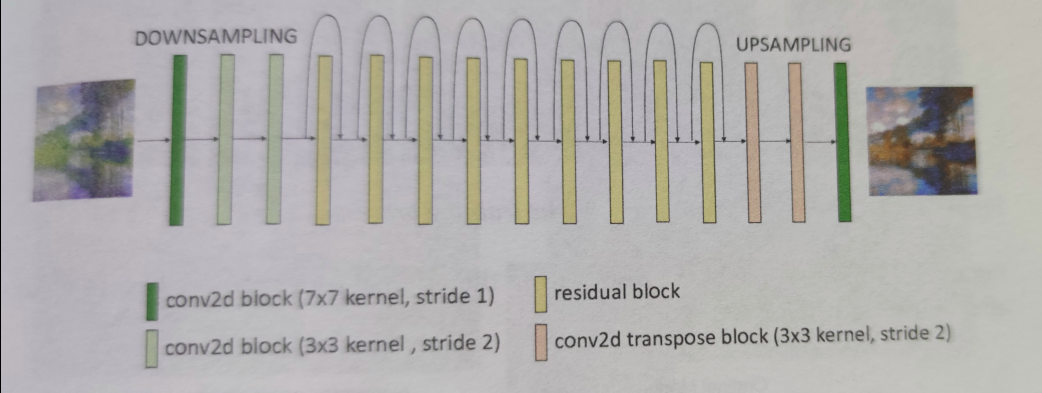 DOWNSAMPLING
UPSAMPLING
conv2d block (7x7 kernel, stride 1)
residual block
conv2d block (3x3 kernel , stride 2)
conv2d transpose block (3x3 kernel, stride 2)